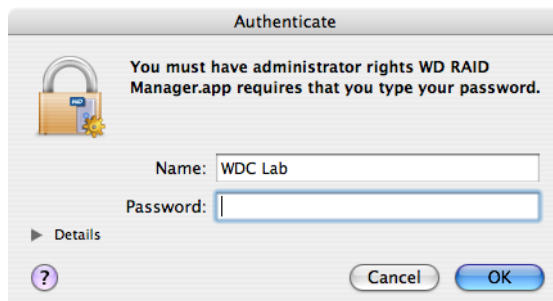 Authenticate
You must have administrator rights WD RAID
Manager.app requires that you type your password.
WD
Name: WDC Lab
Password:
Details
?
Cancel OK